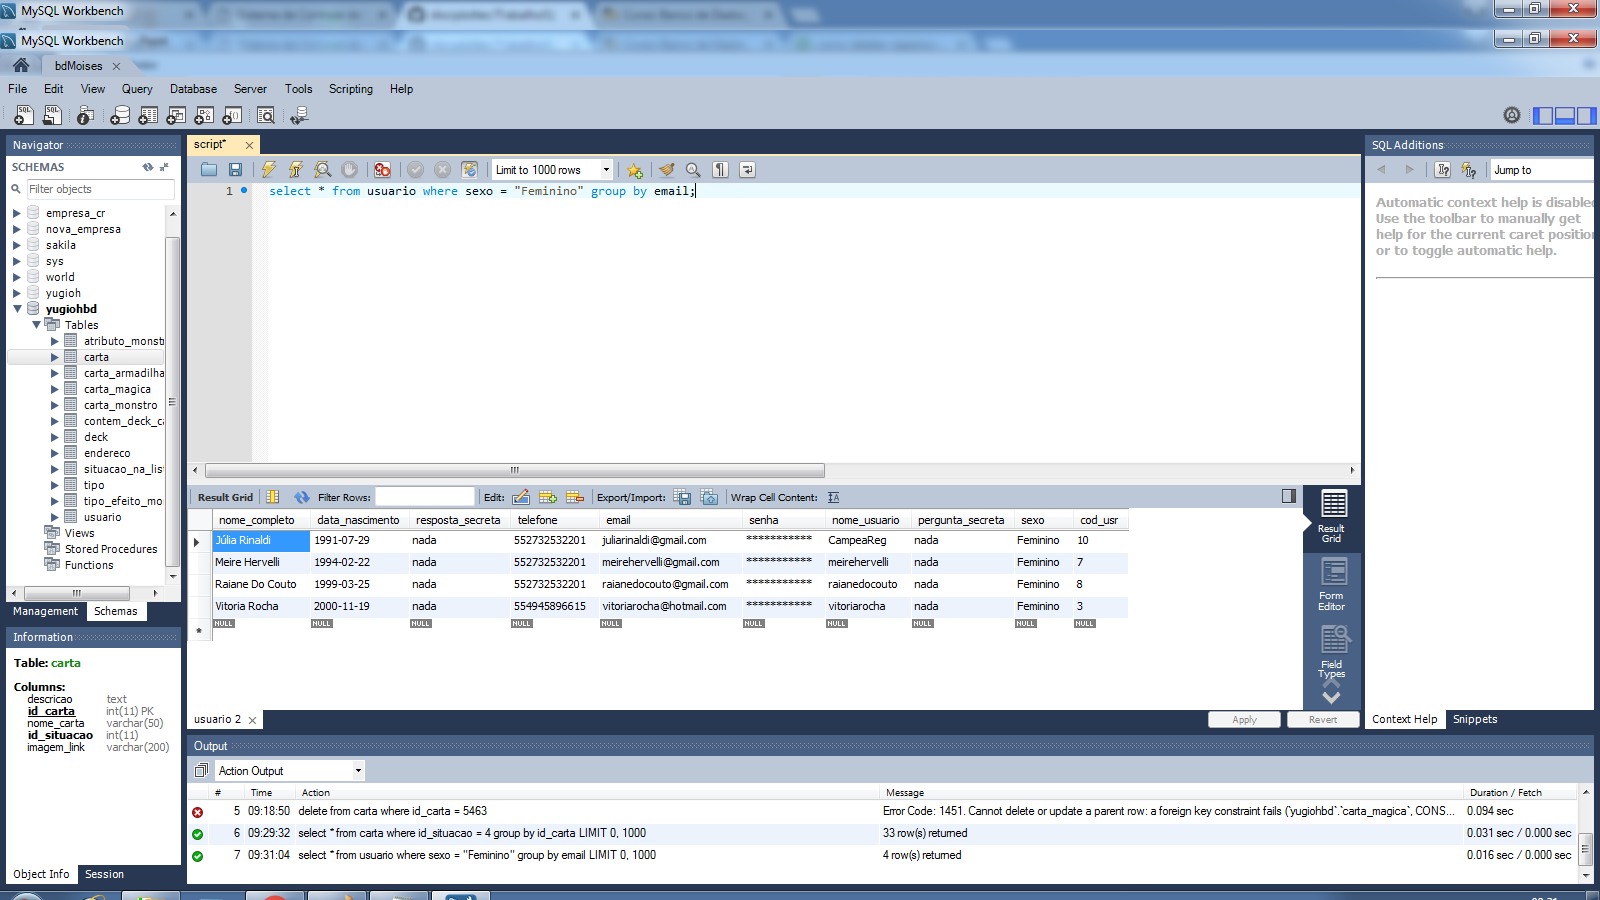 MySQL Workbench
MySQL Workbench
bdMoises
File Edit View Query Database Server Tools Scripting Help
Navigator
SCHEMAS
Filter objects
empresa_cr
nova_empresa
sakila
sys
world
yugioh
yugiohbd
Tables
atributo_monst
carta
carta_armadilha
carta_magica
carta_monstro
contem_deck_ca
deck
endereco
situacao_na_lis
tipo
tipo_efeito_mo
usuario
Views
Stored Procedures
Functions
Management Schemas
Information
Table: carta
Columns:
descricao text
id_carta int(11) PK
nome_carta varchar(50)
id_situacao int(11)
imagem_link varchar(200)
Object Info Session
script*
Limit to 1000 rows
1 select * from usuario where sexo = "Feminino" group by email;
Result Grid Filter Rows: Edit: Export/Import: Wrap Cell Content:
nome_completo data_nascimento resposta_secreta telefone email senha nome_usuario pergunta_secreta sexo cod_usr
Júlia Rinaldi 1991-07-29 nada 552732532201 juliarinaldi@gmail.com *********** CampeaReg nada Feminino 10
Meire Hervelli 1994-02-22 nada 552732532201 meirehervelli@gmail.com *********** meirehervelli nada Feminino 7
Raiane Do Couto 1999-03-25 nada 552732532201 raianedocouto@gmail.com *********** raianedocouto nada Feminino 8
Vitoria Rocha 2000-11-19 nada 554945896615 vitoriarocha@hotmail.com *********** vitoriarocha nada Feminino 3
NULL NULL NULL NULL NULL NULL NULL NULL NULL NULL
Result
Grid
Form
Editor
Field
Types
usuario 2
Apply Revert
SQL Additions
Jump to
Automatic context help is disabled
Use the toolbar to manually get
help for the current caret position
or to toggle automatic help.
Context Help Snippets
Output
Action Output
# Time Action Message Duration / Fetch
5 09:18:50 delete from carta where id_carta = 5463 Error Code: 1451. Cannot delete or update a parent row: a foreign key constraint fails (`yugiohbd`.`carta_magica`, CONS... 0.094 sec
6 09:29:32 select * from carta where id_situacao = 4 group by id_carta LIMIT 0, 1000 33 row(s) returned 0.031 sec / 0.000 sec
7 09:31:04 select * from usuario where sexo = "Feminino" group by email LIMIT 0, 1000 4 row(s) returned 0.016 sec / 0.000 sec